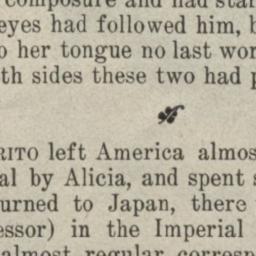 composure and had star
eyes had followed him, b
her tongue no last wor
th sides these two had p
RITO left America almos
al by Alicia, and spent s
urned to Japan, there
essor) in the Imperial
almost regular corresp